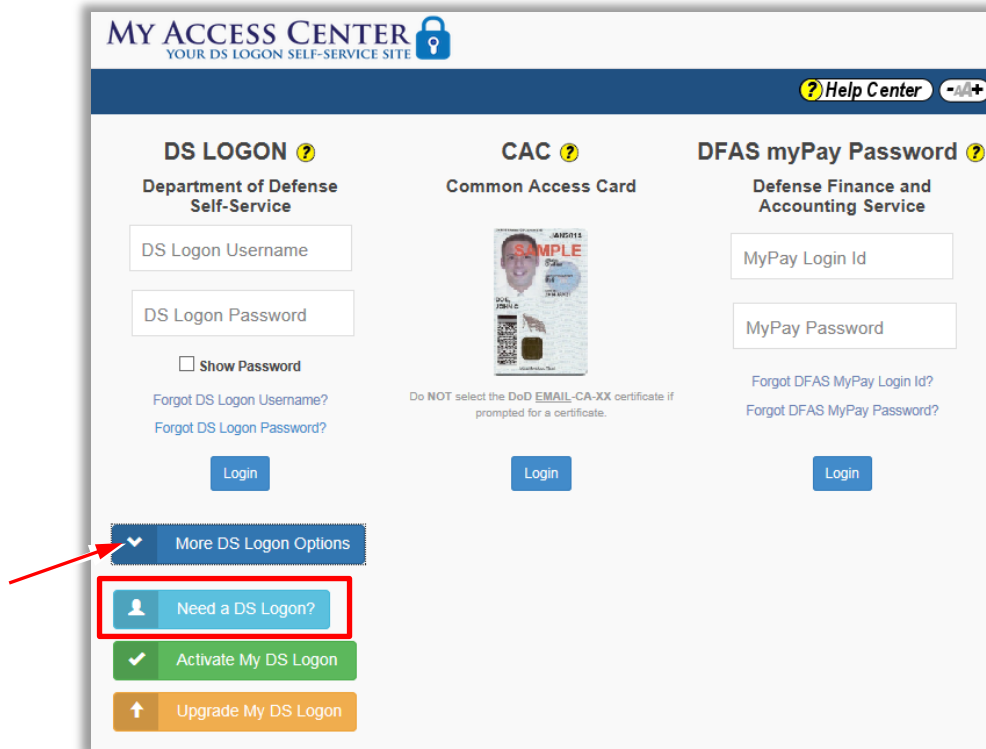 MY ACCESS CENTER
YOUR DS LOGON SELF-SERVICE SITE
? Help Center
-AA+
DS LOGON ?
Department of Defense
Self-Service
DS Logon Username
DS Logon Password
Show Password
Forgot DS Logon Username?
Forgot DS Logon Password?
Login
CAC ?
Common Access Card
SAMPLE
Do NOT select the DoD EMAIL-CA-XX certificate if
prompted for a certificate.
Login
DFAS myPay Password ?
Defense Finance and
Accounting Service
MyPay Login Id
MyPay Password
Forgot DFAS MyPay Login Id?
Forgot DFAS MyPay Password?
Login
More DS Logon Options
Need a DS Logon?
Activate My DS Logon
Upgrade My DS Logon